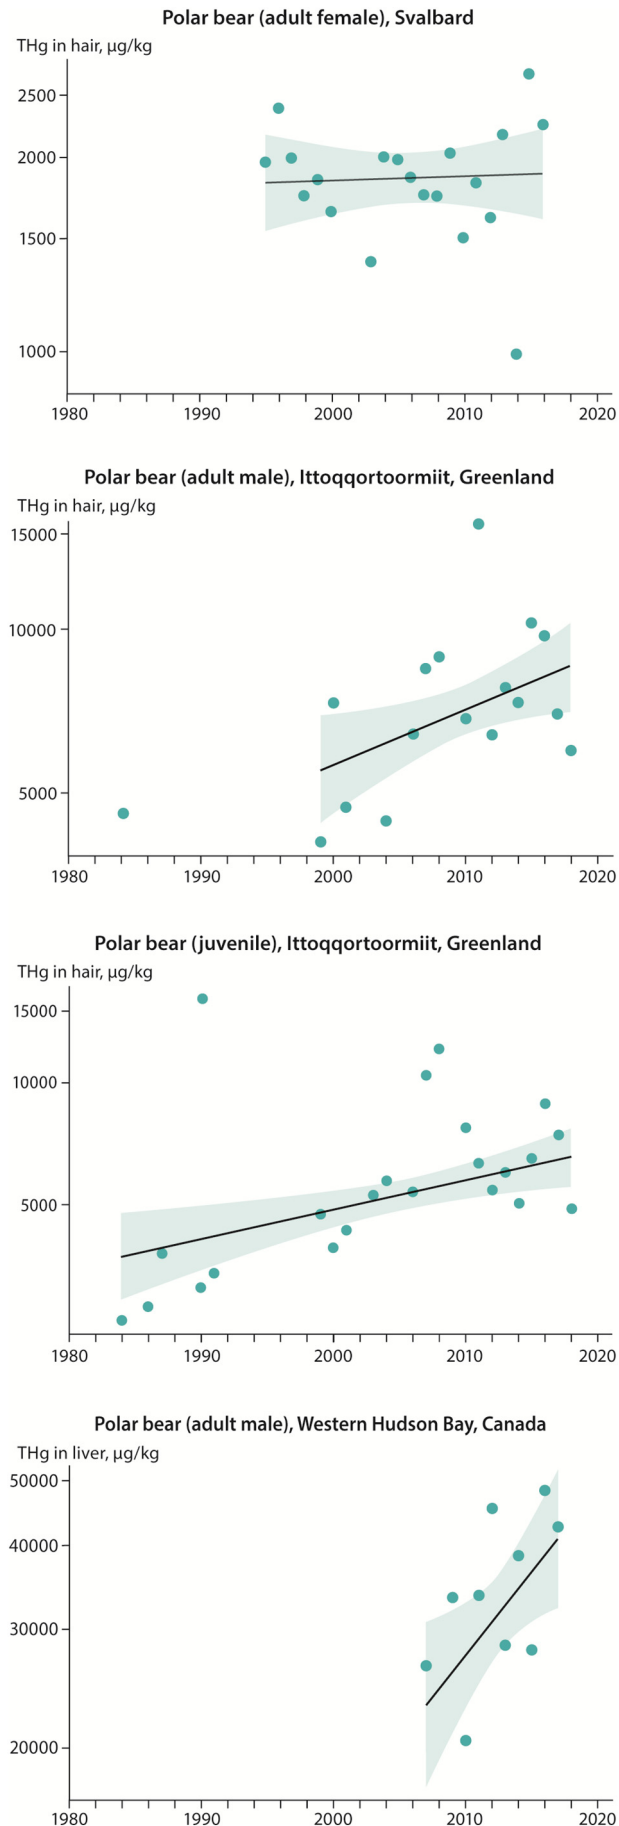 Polar bear (adult female), Svalbard
THg in hair, µg/kg
2500
2000
1500
1000
1980 1990 2000 2010 2020
Polar bear (adult male), Ittoqqortoormiit, Greenland
THg in hair, µg/kg
15000
10000
5000
1980 1990 2000 2010 2020
Polar bear (juvenile), Ittoqqortoormiit, Greenland
THg in hair, µg/kg
15000
10000
5000
1980 1990 2000 2010 2020
Polar bear (adult male), Western Hudson Bay, Canada
THg in liver, µg/kg
50000
40000
30000
20000
1980 1990 2000 2010 2020